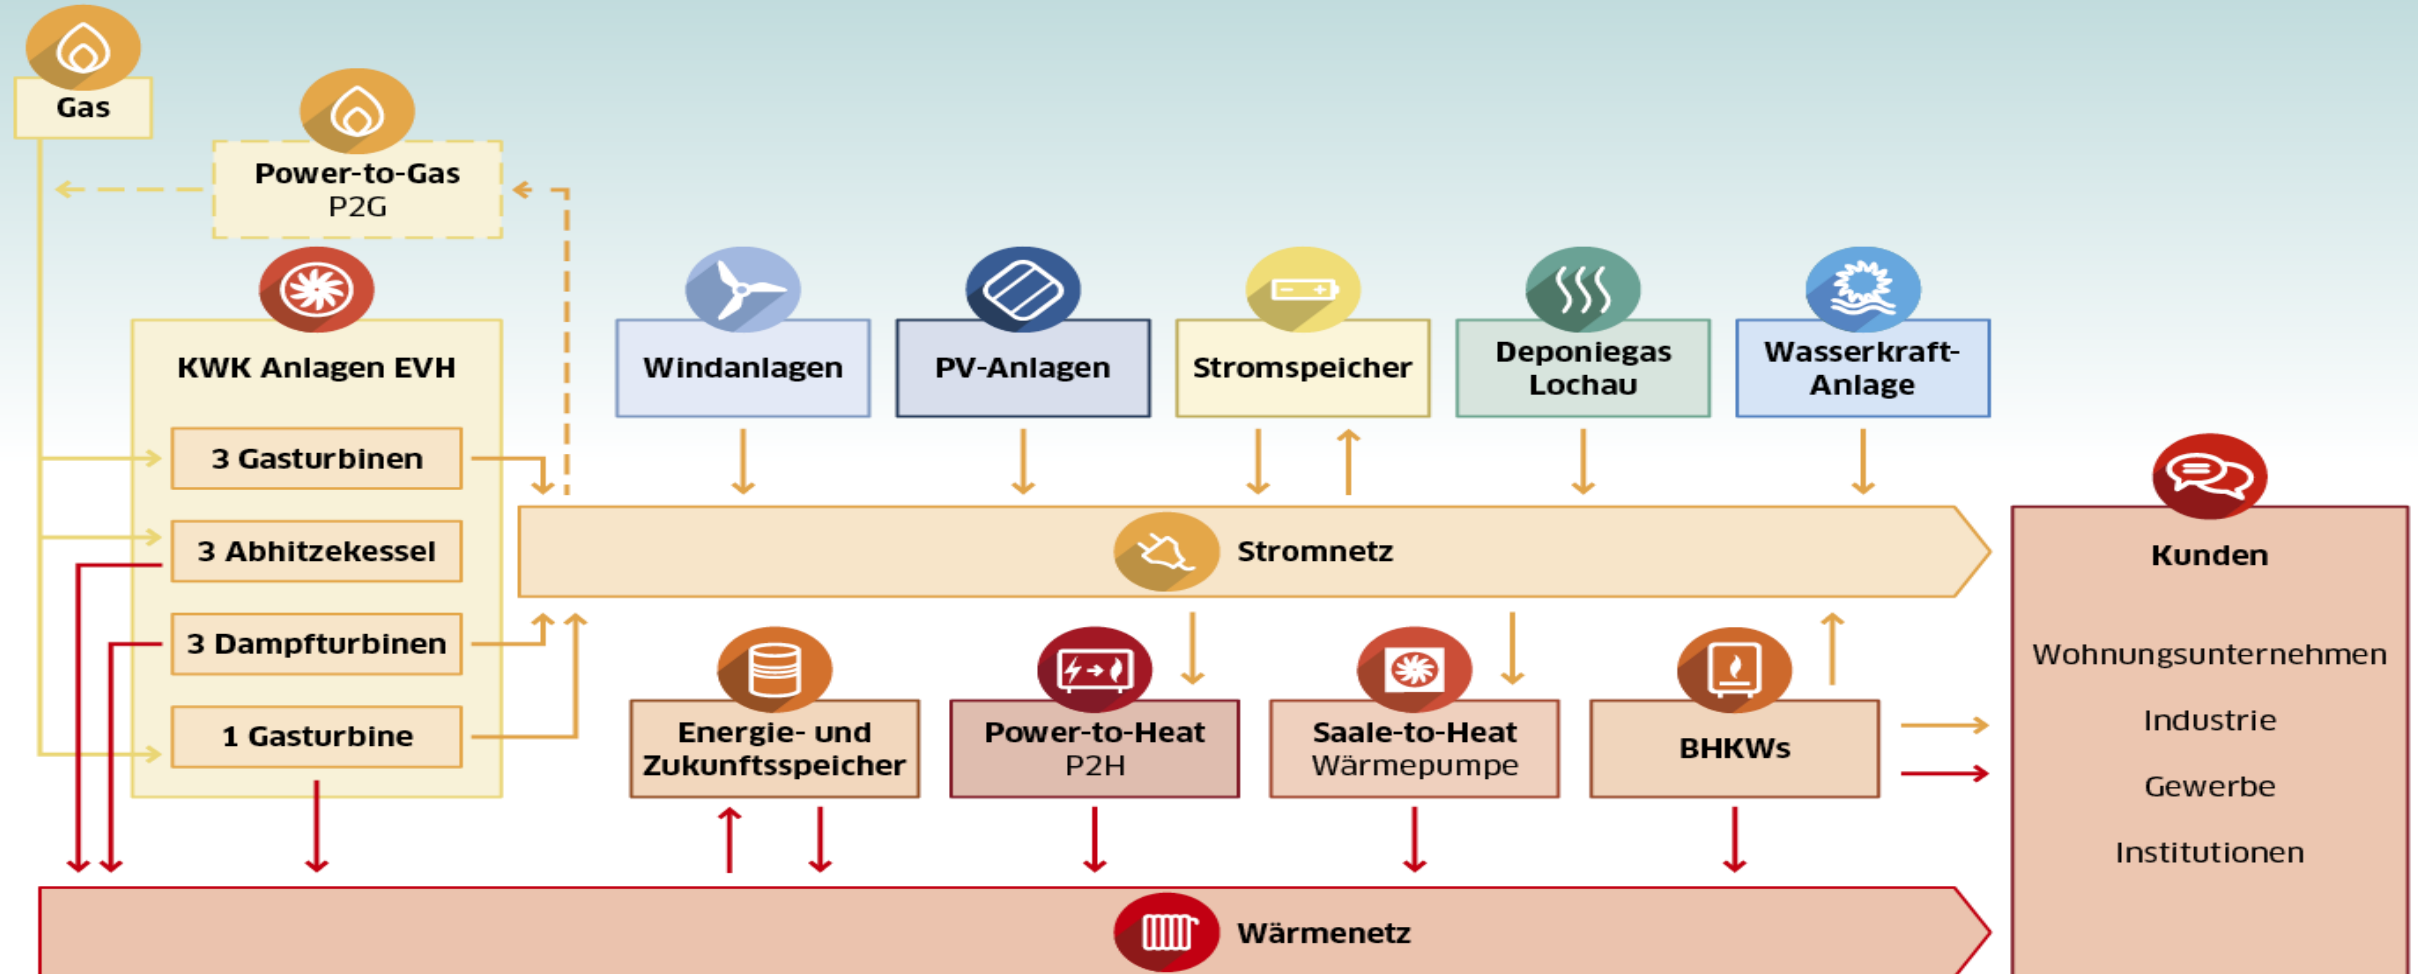 Gas
Power-to-Gas
P2G
KWK Anlagen EVH
3 Gasturbinen
3 Abhitzekessel
3 Dampfturbinen
1 Gasturbine
Windanlagen
PV-Anlagen
Stromspeicher
Deponiegas
Lochau
Wasserkraft-
Anlage
Stromnetz
Energie- und
Zukunftsspeicher
Power-to-Heat
P2H
Saale-to-Heat
Wärmepumpe
BHKWs
Kunden
Wohnungsunternehmen
Industrie
Gewerbe
Institutionen
Wärmenetz